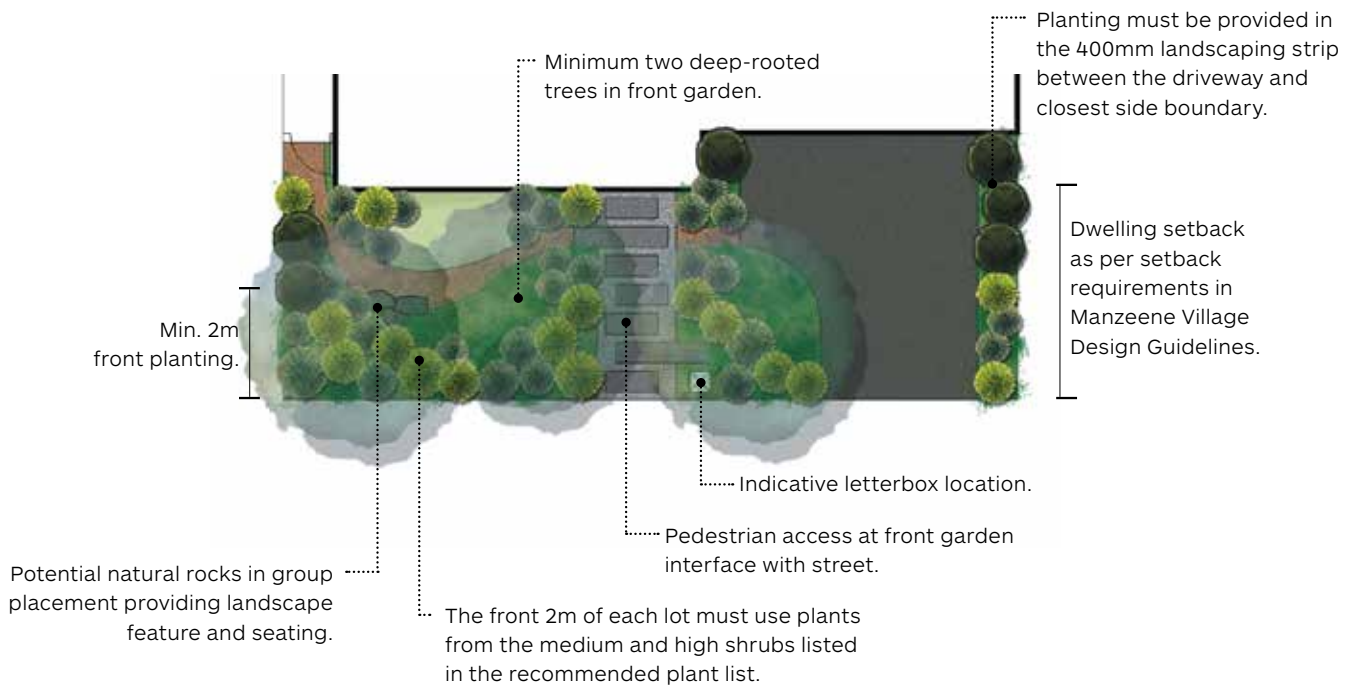 Planting must be provided in
the 400mm landscaping strip
between the driveway and
closest side boundary.
Minimum two deep-rooted
trees in front garden.
Dwelling setback
as per setback
requirements in
Manzeene Village
Design Guidelines.
Min. 2m
front planting.
Indicative letterbox location.
Pedestrian access at front garden
interface with street.
Potential natural rocks in group
placement providing landscape
feature and seating.
The front 2m of each lot must use plants
from the medium and high shrubs listed
in the recommended plant list.